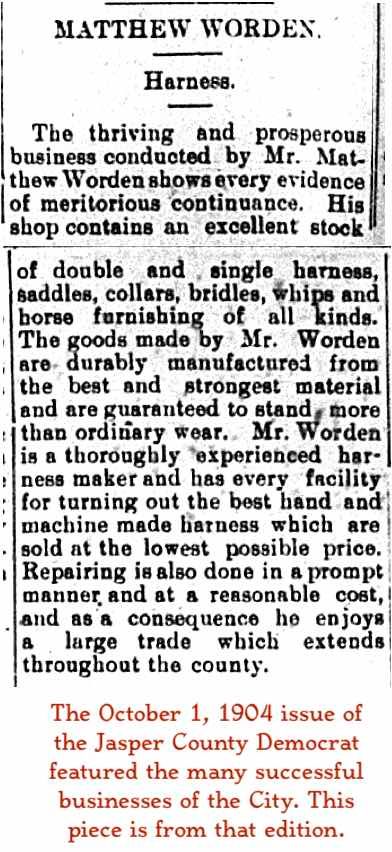 MATTHEW WORDEN.
Harness.
The thriving and prosperous
business conducted by Mr. Mat-
thew Worden shows every evidence
of meritorious continuance. His
shop contains an excellent stock
of double and single harness,
saddles, collars, bridles, whips and
horse furnishing of all kinds.
The goods made by Mr. Worden
are durably manufactured from
the best and strongest material
and are guaranteed to stand more
than ordinary wear. Mr. Worden
is a thoroughly experienced har-
ness maker and has every facility
for turning out the best hand and
machine made harness which are
sold at the lowest possible price.
Repairing is also done in a prompt
manner and at a reasonable cost,
and as a consequence he enjoys
a large trade which extends
throughout the county.
The October 1, 1904 issue of
the Jasper County Democrat
featured the many successful
businesses of the City. This
piece is from that edition.